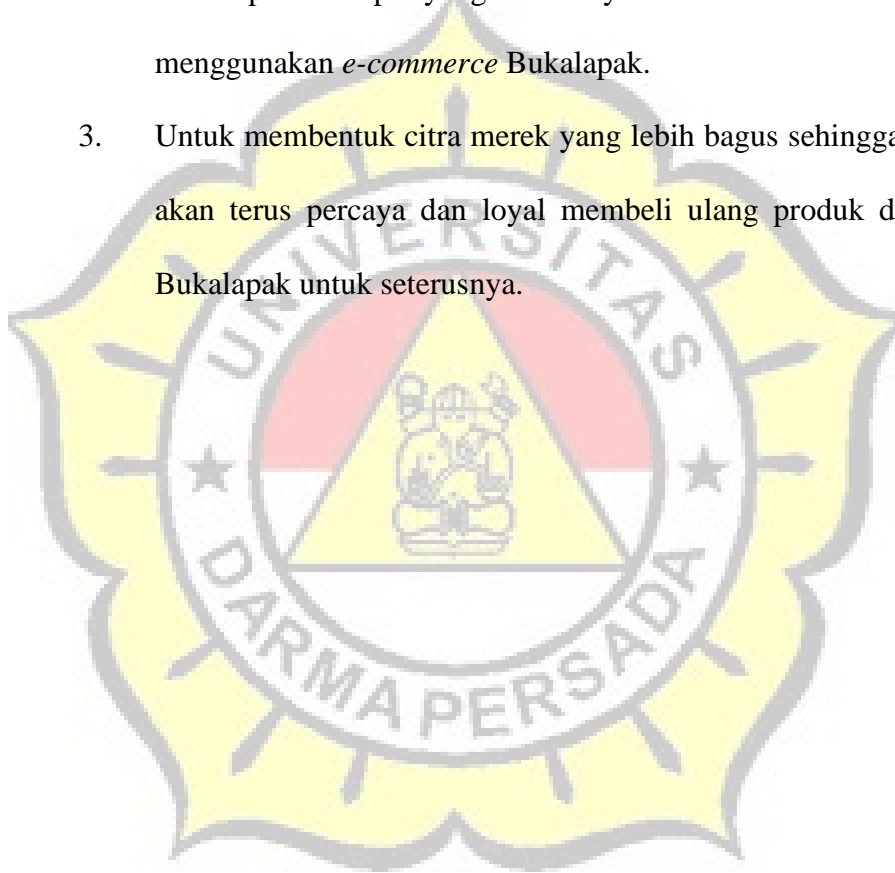 menggunakan e-commerce Bukalapak.
3. Untuk membentuk citra merek yang lebih bagus sehingga
akan terus percaya dan loyal membeli ulang produk
Bukalapak untuk seterusnya.
UNIVERSITAS
DARMA PERSADA